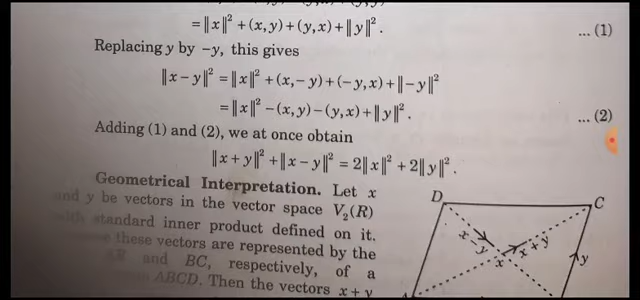 = ‖x‖² + (x, y) + (y, x) + ‖y‖². ... (1)
Replacing y by –y, this gives
‖x – y‖² = ‖x‖² + (x, – y) + (– y, x) + ‖– y‖²
= ‖x‖² – (x, y) – (y, x) + ‖y‖². ... (2)
Adding (1) and (2), we at once obtain
‖x + y‖² + ‖x – y‖² = 2‖x‖² + 2‖y‖².
Geometrical Interpretation. Let x
and y be vectors in the vector space V₂(R)
with standard inner product defined on it.
these vectors are represented by the
and BC, respectively, of a
ABCD. Then the vectors x + y
D
C
x – y
x + y
x
y